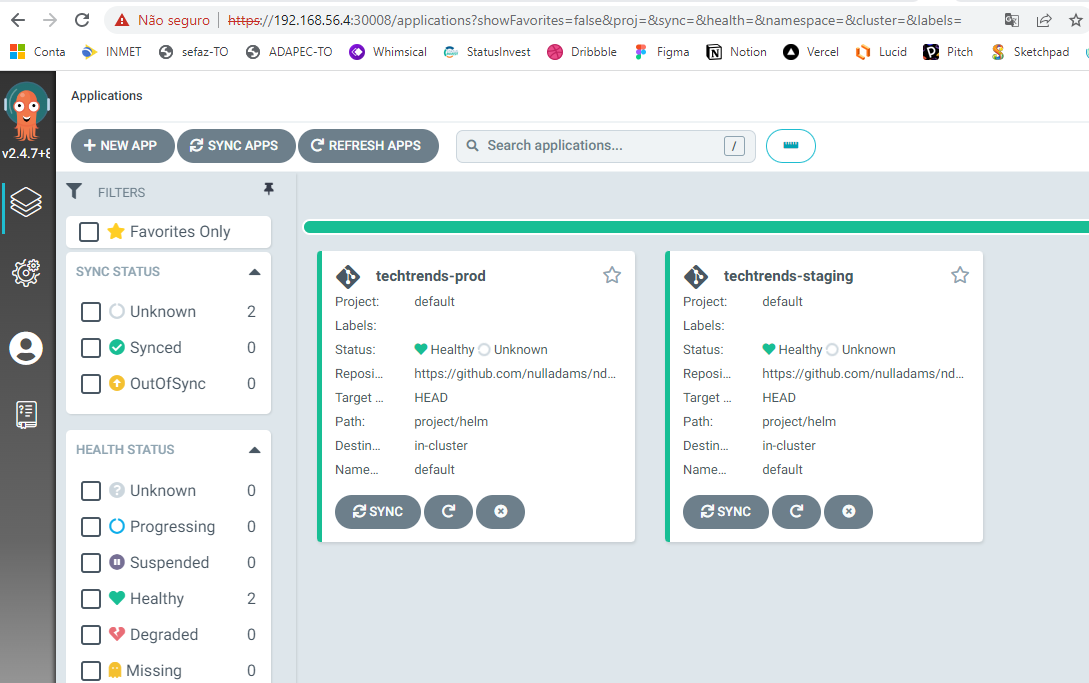 Não seguro https://192.168.56.4:30008/applications?showFavorites=false&proj=&sync=&health=&namespace=&cluster=&labels=
Conta INMET sefaz-TO ADAPEC-TO Whimsical StatusInvest Dribbble Figma Notion Vercel Lucid Pitch Sketchpad
Applications
v2.4.7+8
NEW APP SYNC APPS REFRESH APPS Search applications... /
FILTERS
Favorites Only
SYNC STATUS
Unknown 2
Synced 0
OutOfSync 0
HEALTH STATUS
Unknown 0
Progressing 0
Suspended 0
Healthy 2
Degraded 0
Missing 0
techtrends-prod
Project: default
Labels:
Status: Healthy Unknown
Reposi... https://github.com/nulladams/nd...
Target ... HEAD
Path: project/helm
Destin... in-cluster
Name... default
SYNC
techtrends-staging
Project: default
Labels:
Status: Healthy Unknown
Reposi... https://github.com/nulladams/nd...
Target ... HEAD
Path: project/helm
Destin... in-cluster
Name... default
SYNC